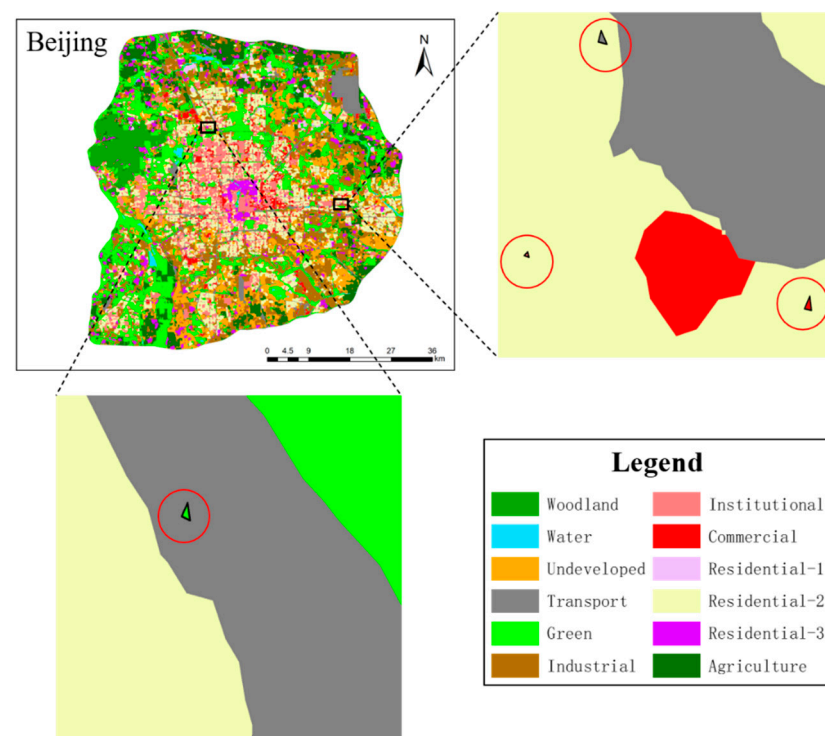 Beijing
N
0 4.5 9 18 27 36
km
Legend
Woodland
Water
Undeveloped
Transport
Green
Industrial
Institutional
Commercial
Residential-1
Residential-2
Residential-3
Agriculture